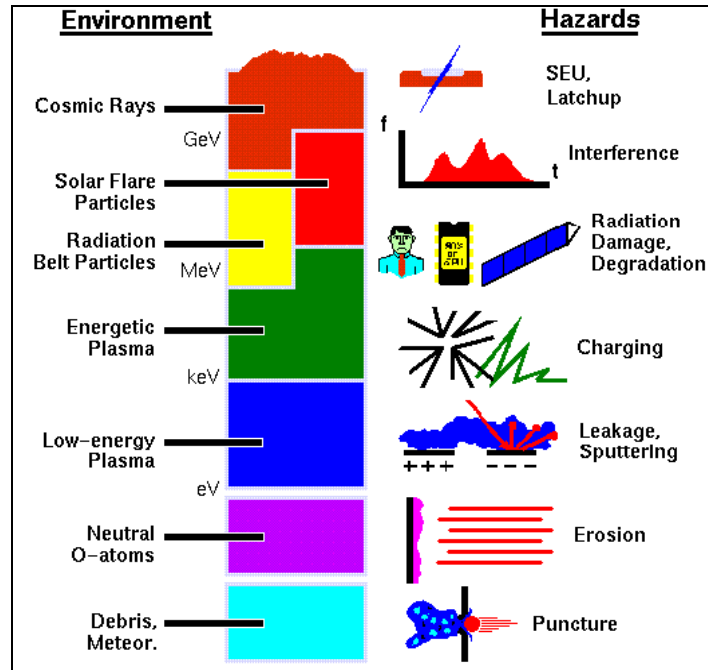 Environment
Hazards
Cosmic Rays
GeV
Solar Flare
Particles
Radiation
Belt Particles
MeV
Energetic
Plasma
keV
Low-energy
Plasma
eV
Neutral
O-atoms
Debris,
Meteor.
SEU,
Latchup
f
t
Interference
Radiation
Damage,
Degradation
Charging
Leakage,
Sputtering
+ + +
- - -
Erosion
Puncture